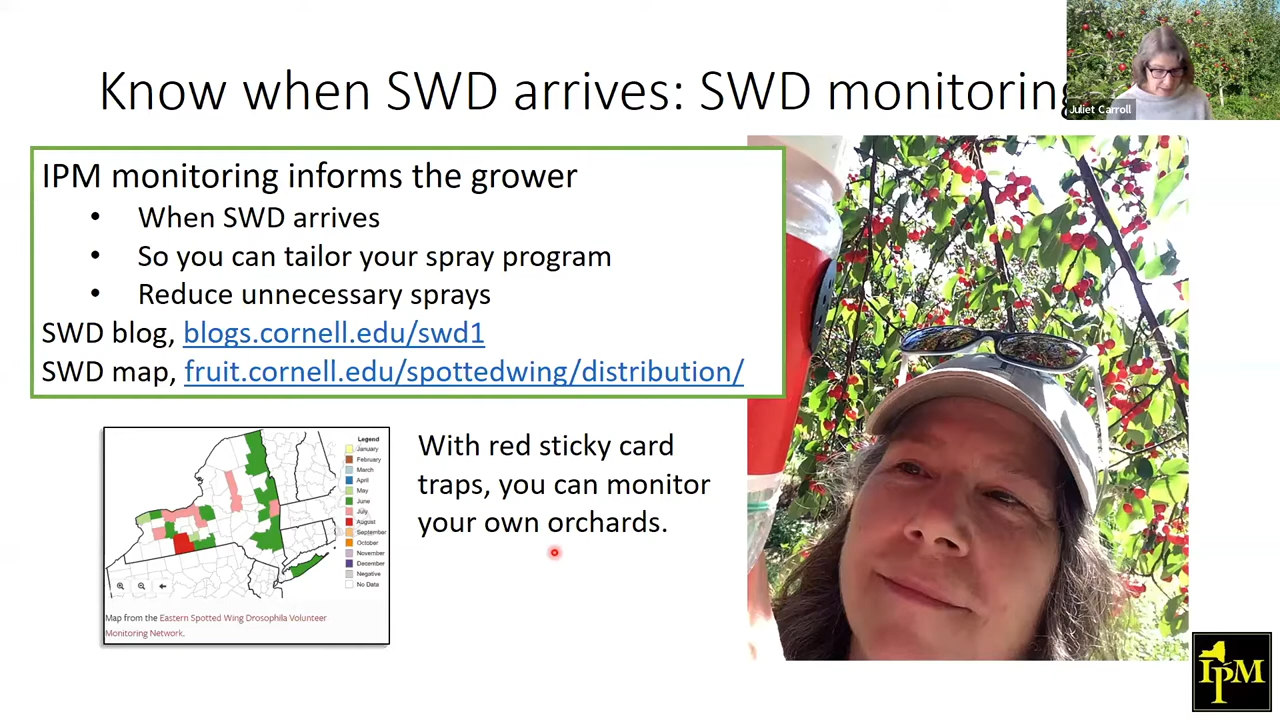 Know when SWD arrives: SWD monitoring
Juliet Carroll
IPM monitoring informs the grower
• When SWD arrives
• So you can tailor your spray program
• Reduce unnecessary sprays
SWD blog, blogs.cornell.edu/swd1
SWD map, fruit.cornell.edu/spottedwing/distribution/
Legend
January
February
March
April
May
June
July
August
September
October
November
December
Negative
No Data
Map from the Eastern Spotted Wing Drosophila Volunteer
Monitoring Network.
With red sticky card
traps, you can monitor
your own orchards.
IPM